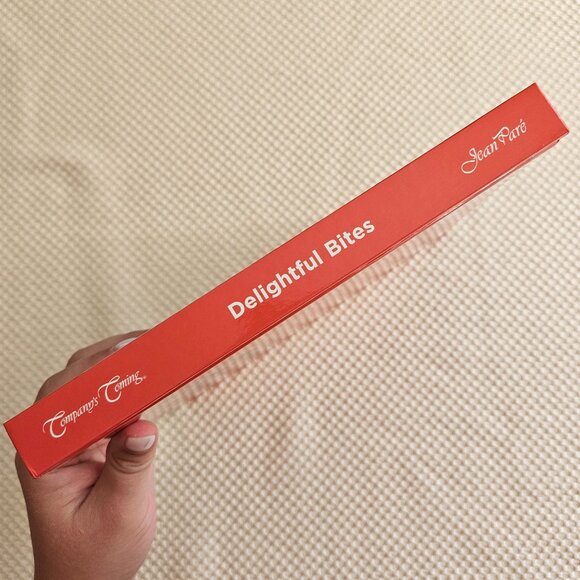 Company's Coming®
Delightful Bites
Jean Paré